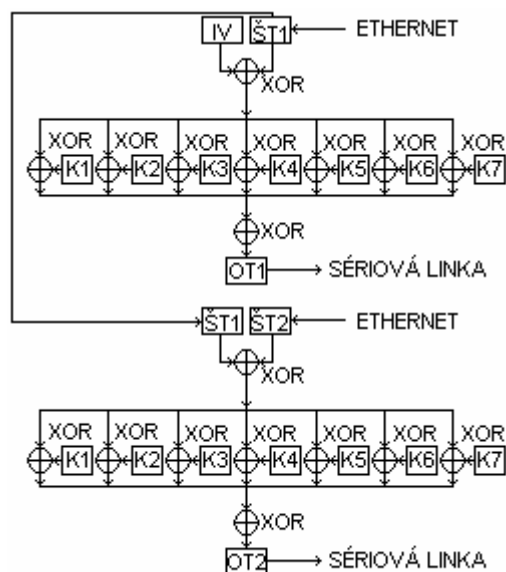 IV ŠT1 ETHERNET
XOR
XOR XOR XOR XOR XOR XOR XOR
K1 K2 K3 K4 K5 K6 K7
XOR
OT1 SÉRIOVÁ LINKA
ŠT1 ŠT2 ETHERNET
XOR
XOR XOR XOR XOR XOR XOR XOR
K1 K2 K3 K4 K5 K6 K7
XOR
OT2 SÉRIOVÁ LINKA